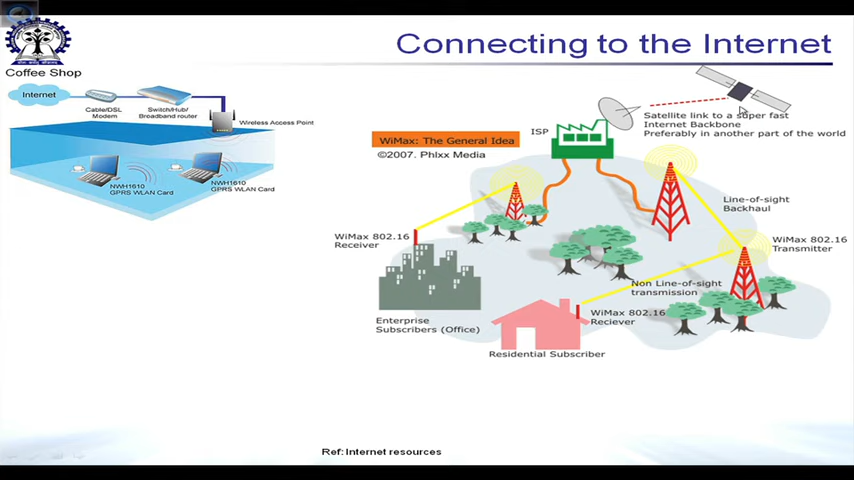 Connecting to the Internet
Coffee Shop
Internet
Cable/DSL
Modem
Switch/Hub/
Broadband router
Wireless Access Point
NWH1610
GPRS WLAN Card
NWH1610
GPRS WLAN Card
Satellite link to a super fast
Internet Backbone
Preferably in another part of the world
ISP
WiMax: The General Idea
©2007. Phlxx Media
Line-of-sight
Backhaul
WiMax 802.16
Receiver
WiMax 802.16
Transmitter
Non Line-of-sight
transmission
WiMax 802.16
Reciever
Enterprise
Subscribers (Office)
Residential Subscriber
Ref: Internet resources